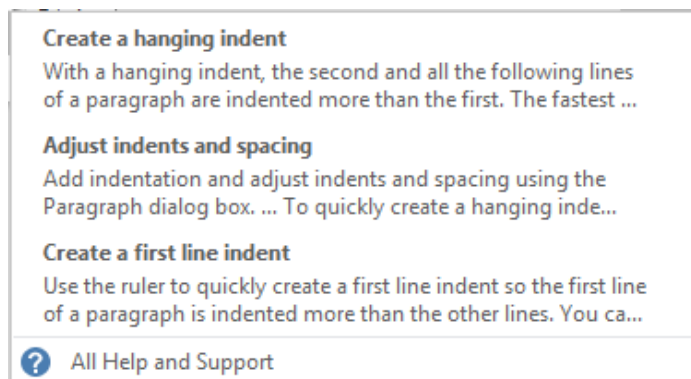 Create a hanging indent
With a hanging indent, the second and all the following lines
of a paragraph are indented more than the first. The fastest ...
Adjust indents and spacing
Add indentation and adjust indents and spacing using the
Paragraph dialog box. ... To quickly create a hanging inde...
Create a first line indent
Use the ruler to quickly create a first line indent so the first line
of a paragraph is indented more than the other lines. You ca...
? All Help and Support